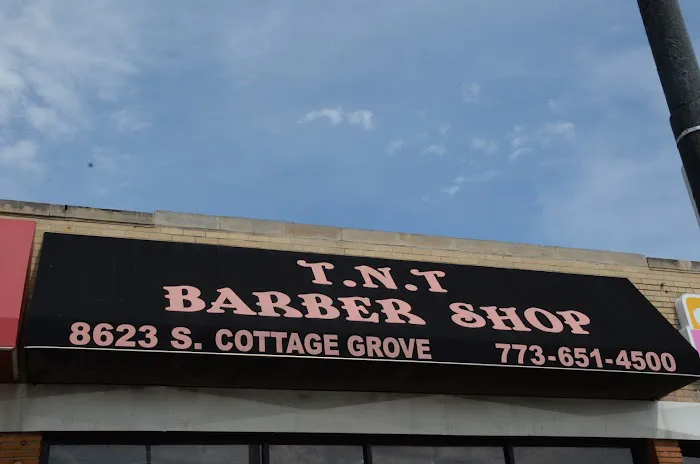 T.N.T
BARBER SHOP
8623 S. COTTAGE GROVE 773-651-4500